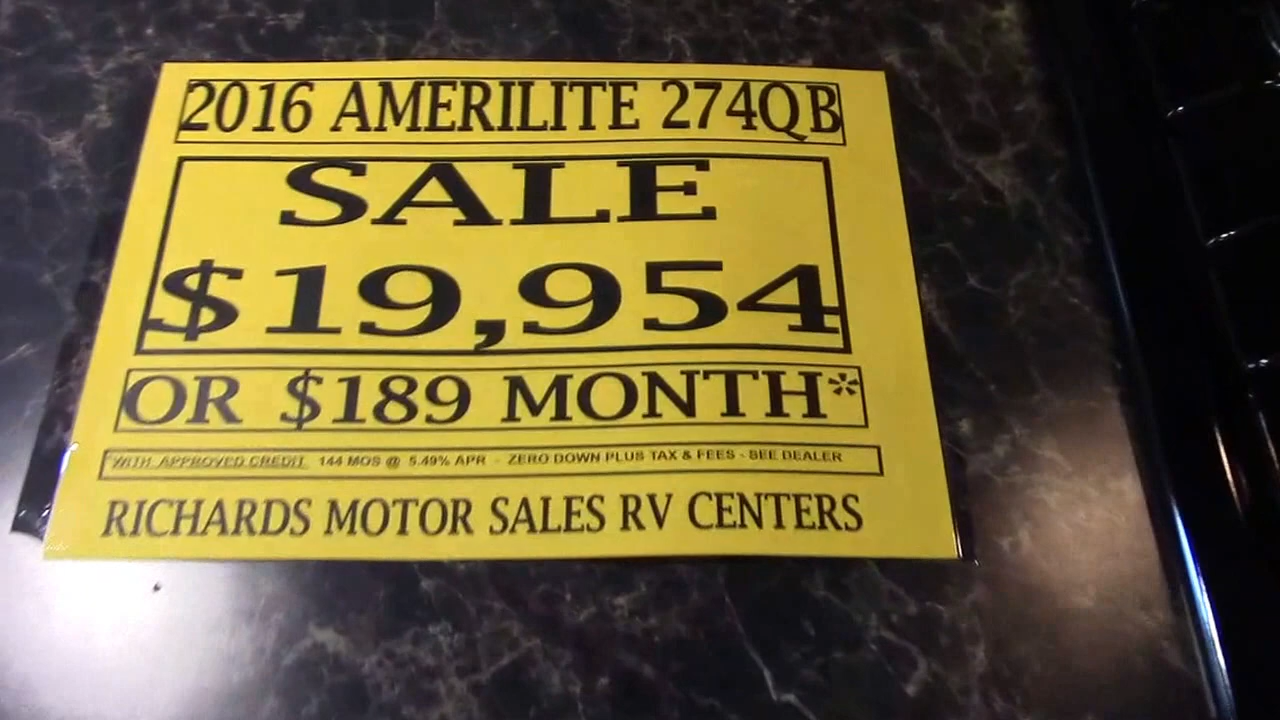 2016 AMERILITE 274QB
SALE
$19,954
OR $189 MONTH*
*WITH APPROVED CREDIT 144 MOS @ 5.49% APR - ZERO DOWN PLUS TAX & FEES - SEE DEALER
RICHARDS MOTOR SALES RV CENTERS